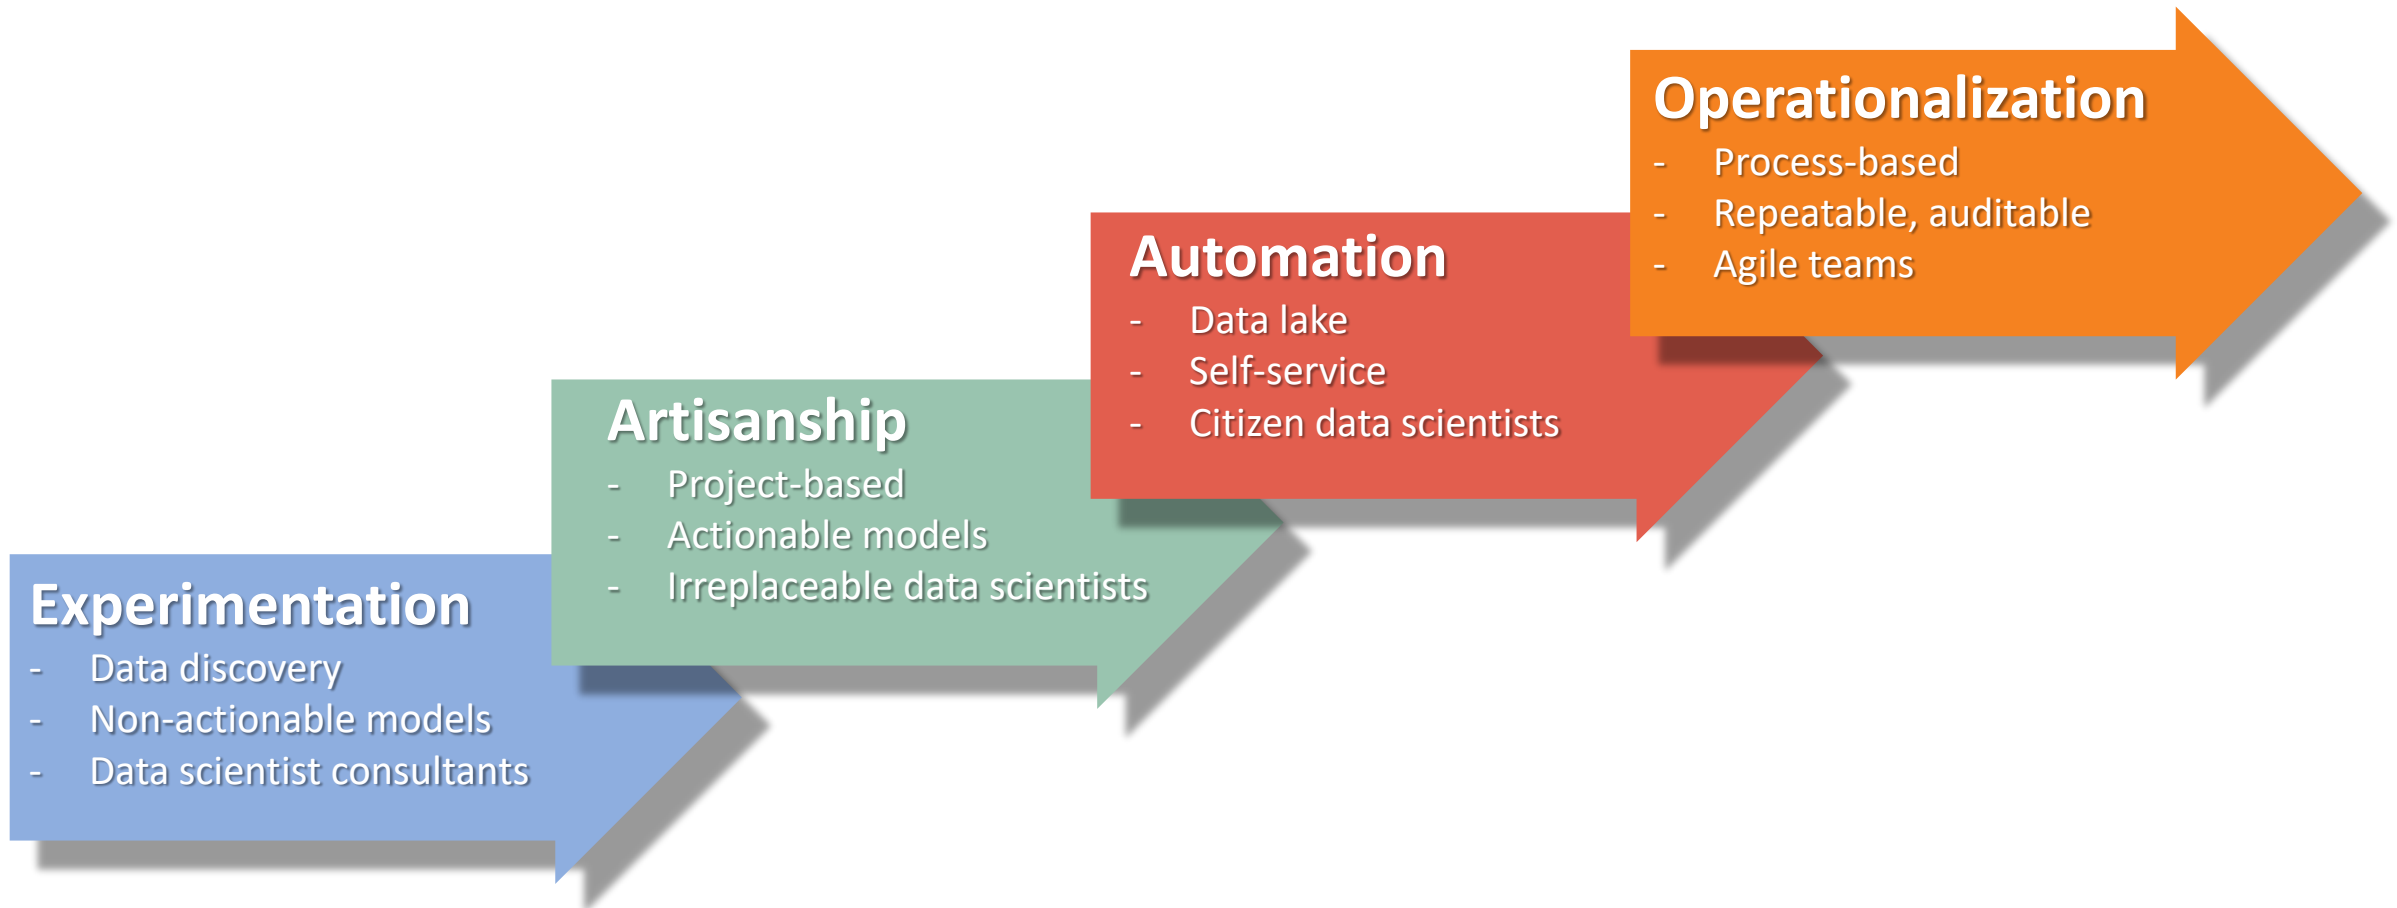 Experimentation
- Data discovery
- Non-actionable models
- Data scientist consultants
Artisanship
- Project-based
- Actionable models
- Irreplaceable data scientists
Automation
- Data lake
- Self-service
- Citizen data scientists
Operationalization
- Process-based
- Repeatable, auditable
- Agile teams